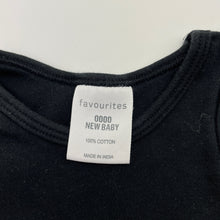 favourites
0000
NEW BABY
100% COTTON
MADE IN INDIA